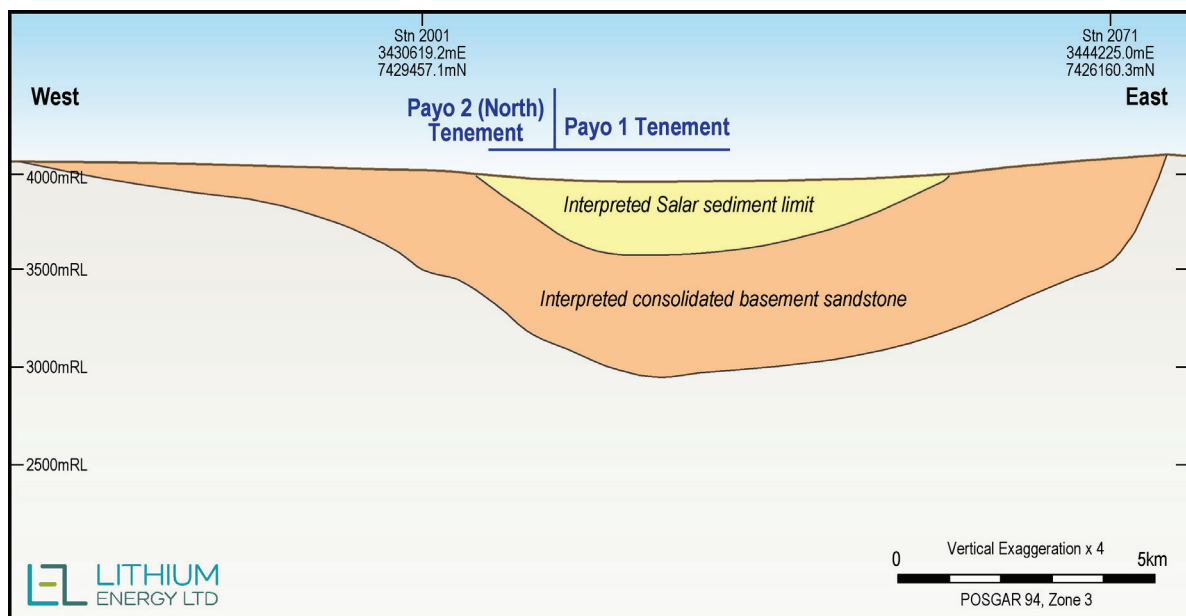 Stn 2001
3430619.2mE
7429457.1mN
Stn 2071
3444225.0mE
7426160.3mN
West
East
Payo 2 (North)
Tenement
Payo 1 Tenement
4000mRL
Interpreted Salar sediment limit
3500mRL
Interpreted consolidated basement sandstone
3000mRL
2500mRL
0
Vertical Exaggeration x 4
5km
POSGAR 94, Zone 3
LEL
LITHIUM
ENERGY LTD